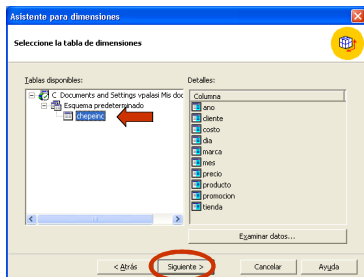 Asistente para dimensiones
Seleccione la tabla de dimensiones
Tablas disponibles:
C Documents and Settings vpalasi Mis doc
Esquema predeterminado
chepeinc
Detalles:
Columna
ano
cliente
costo
dia
marca
mes
precio
producto
promocion
tienda
Examinar datos...
< Atrás
Siguiente >
Cancelar
Ayuda